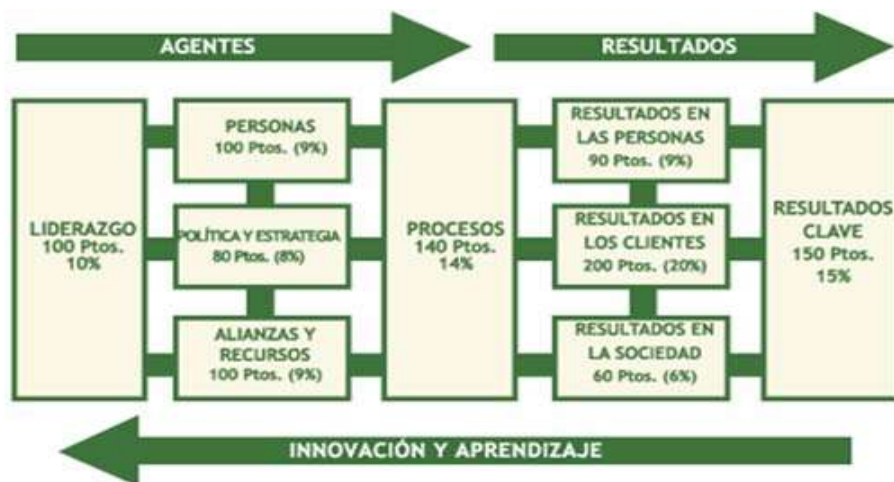 AGENTES
RESULTADOS
LIDERAZGO
100 Ptos.
10%
PERSONAS
100 Ptos. (9%)
POLÍTICA Y ESTRATEGIA
80 Ptos. (8%)
ALIANZAS Y
RECURSOS
100 Ptos. (9%)
PROCESOS
140 Ptos.
14%
RESULTADOS EN
LAS PERSONAS
90 Ptos. (9%)
RESULTADOS EN
LOS CLIENTES
200 Ptos. (20%)
RESULTADOS EN
LA SOCIEDAD
60 Ptos. (6%)
RESULTADOS
CLAVE
150 Ptos.
15%
INNOVACIÓN Y APRENDIZAJE